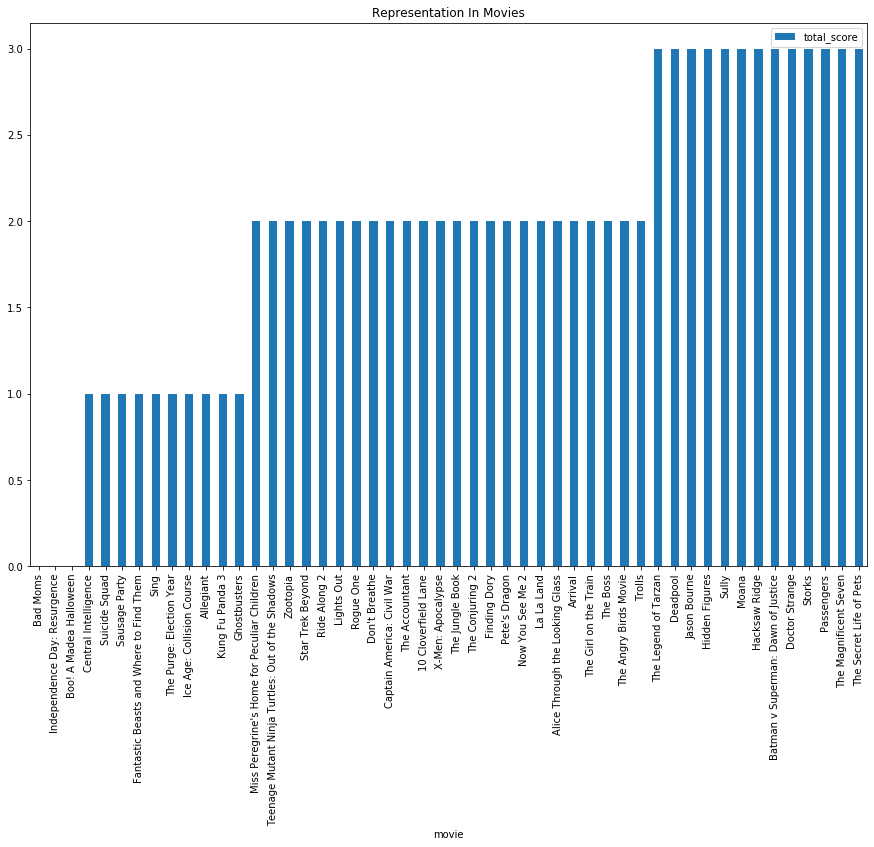 Representation In Movies
total_score
3.0
2.5
2.0
1.5
1.0
0.5
0.0
Bad Moms
Independence Day: Resurgence
Boo! A Madea Halloween
Central Intelligence
Suicide Squad
Sausage Party
Fantastic Beasts and Where to Find Them
Sing
The Purge: Election Year
Ice Age: Collision Course
Allegiant
Kung Fu Panda 3
Ghostbusters
Miss Peregrine's Home for Peculiar Children
Teenage Mutant Ninja Turtles: Out of the Shadows
Zootopia
Star Trek Beyond
Ride Along 2
Lights Out
Rogue One
Don't Breathe
Captain America: Civil War
The Accountant
10 Cloverfield Lane
X-Men: Apocalypse
The Jungle Book
The Conjuring 2
Finding Dory
Pete's Dragon
Now You See Me 2
La La Land
Alice Through the Looking Glass
Arrival
The Girl on the Train
The Boss
The Angry Birds Movie
Trolls
The Legend of Tarzan
Deadpool
Jason Bourne
Hidden Figures
Sully
Moana
Hacksaw Ridge
Batman v Superman: Dawn of Justice
Doctor Strange
Storks
Passengers
The Magnificent Seven
The Secret Life of Pets
movie